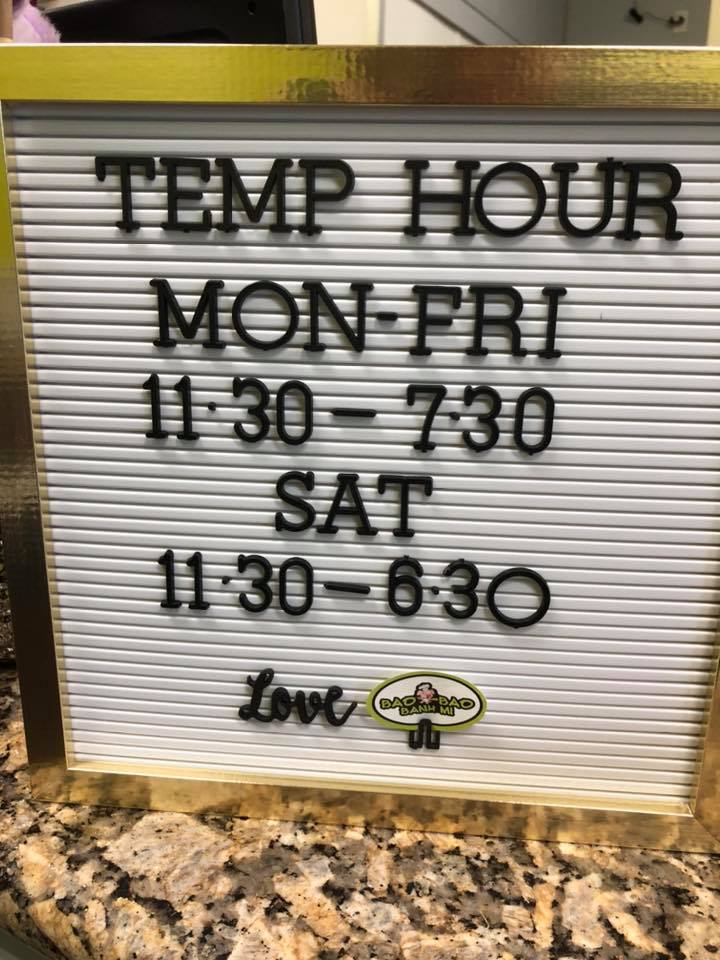 TEMP HOUR
MON-FRI
11:30 — 7:30
SAT
11:30 — 6:30
Love
BAO BAO
BANH MI